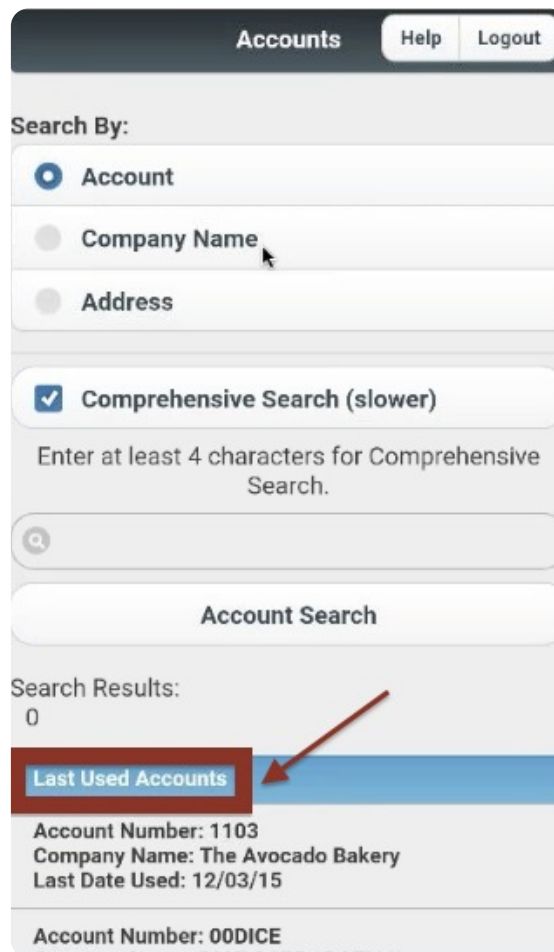 Accounts
Help
Logout
Search By:
Account
Company Name
Address
Comprehensive Search (slower)
Enter at least 4 characters for Comprehensive
Search.
Account Search
Search Results:
0
Last Used Accounts
Account Number: 1103
Company Name: The Avocado Bakery
Last Date Used: 12/03/15
Account Number: 00DICE